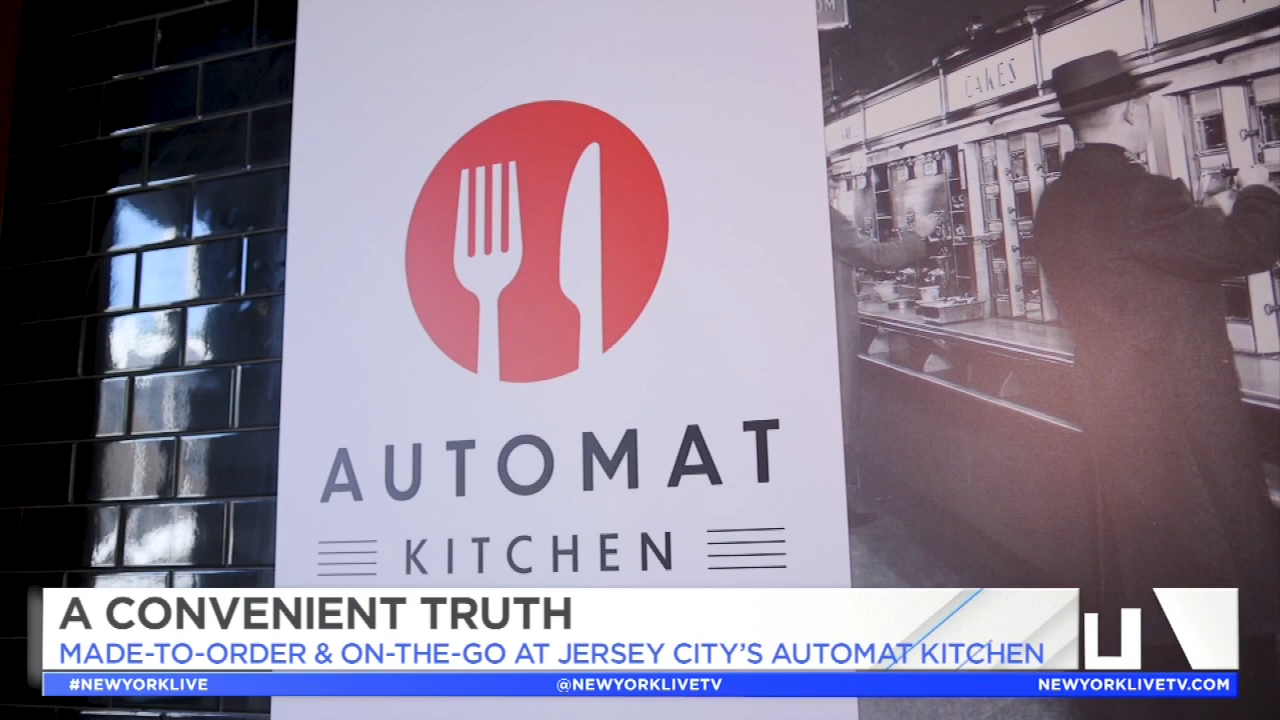 OM
CAKES
AUTOMAT
KITCHEN
A CONVENIENT TRUTH
MADE-TO-ORDER & ON-THE-GO AT JERSEY CITY'S AUTOMAT KITCHEN
#NEWYORKLIVE
@NEWYORKLIVETV
NEWYORKLIVETV.COM